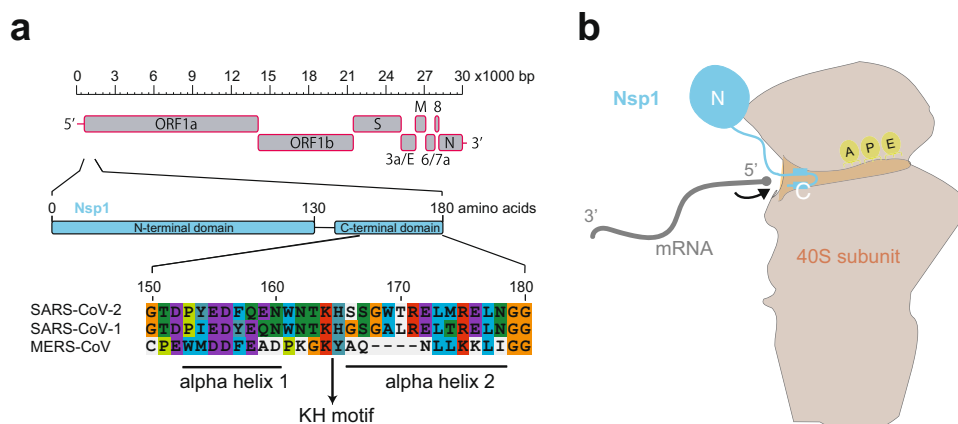 a
0 3 6 9 12 15 18 21 24 27 30 x1000 bp
M 8
5′ ORF1a S
ORF1b N 3′
3a/E 6/7a
0 Nsp1 130 180 amino acids
N-terminal domain C-terminal domain
150 160 170 180
SARS-CoV-2 GTDPYEDFQENWNTKHSSGWTRELMRELNGG
SARS-CoV-1 GTDPIEDYEQNWNTKHGSGALRELTRELNGG
MERS-CoV CPEWMDDFEADPKGKYAQ----NLLKKLIGG
alpha helix 1 alpha helix 2
KH motif
b
Nsp1 N
A P E
5’
C
3’
mRNA
40S subunit